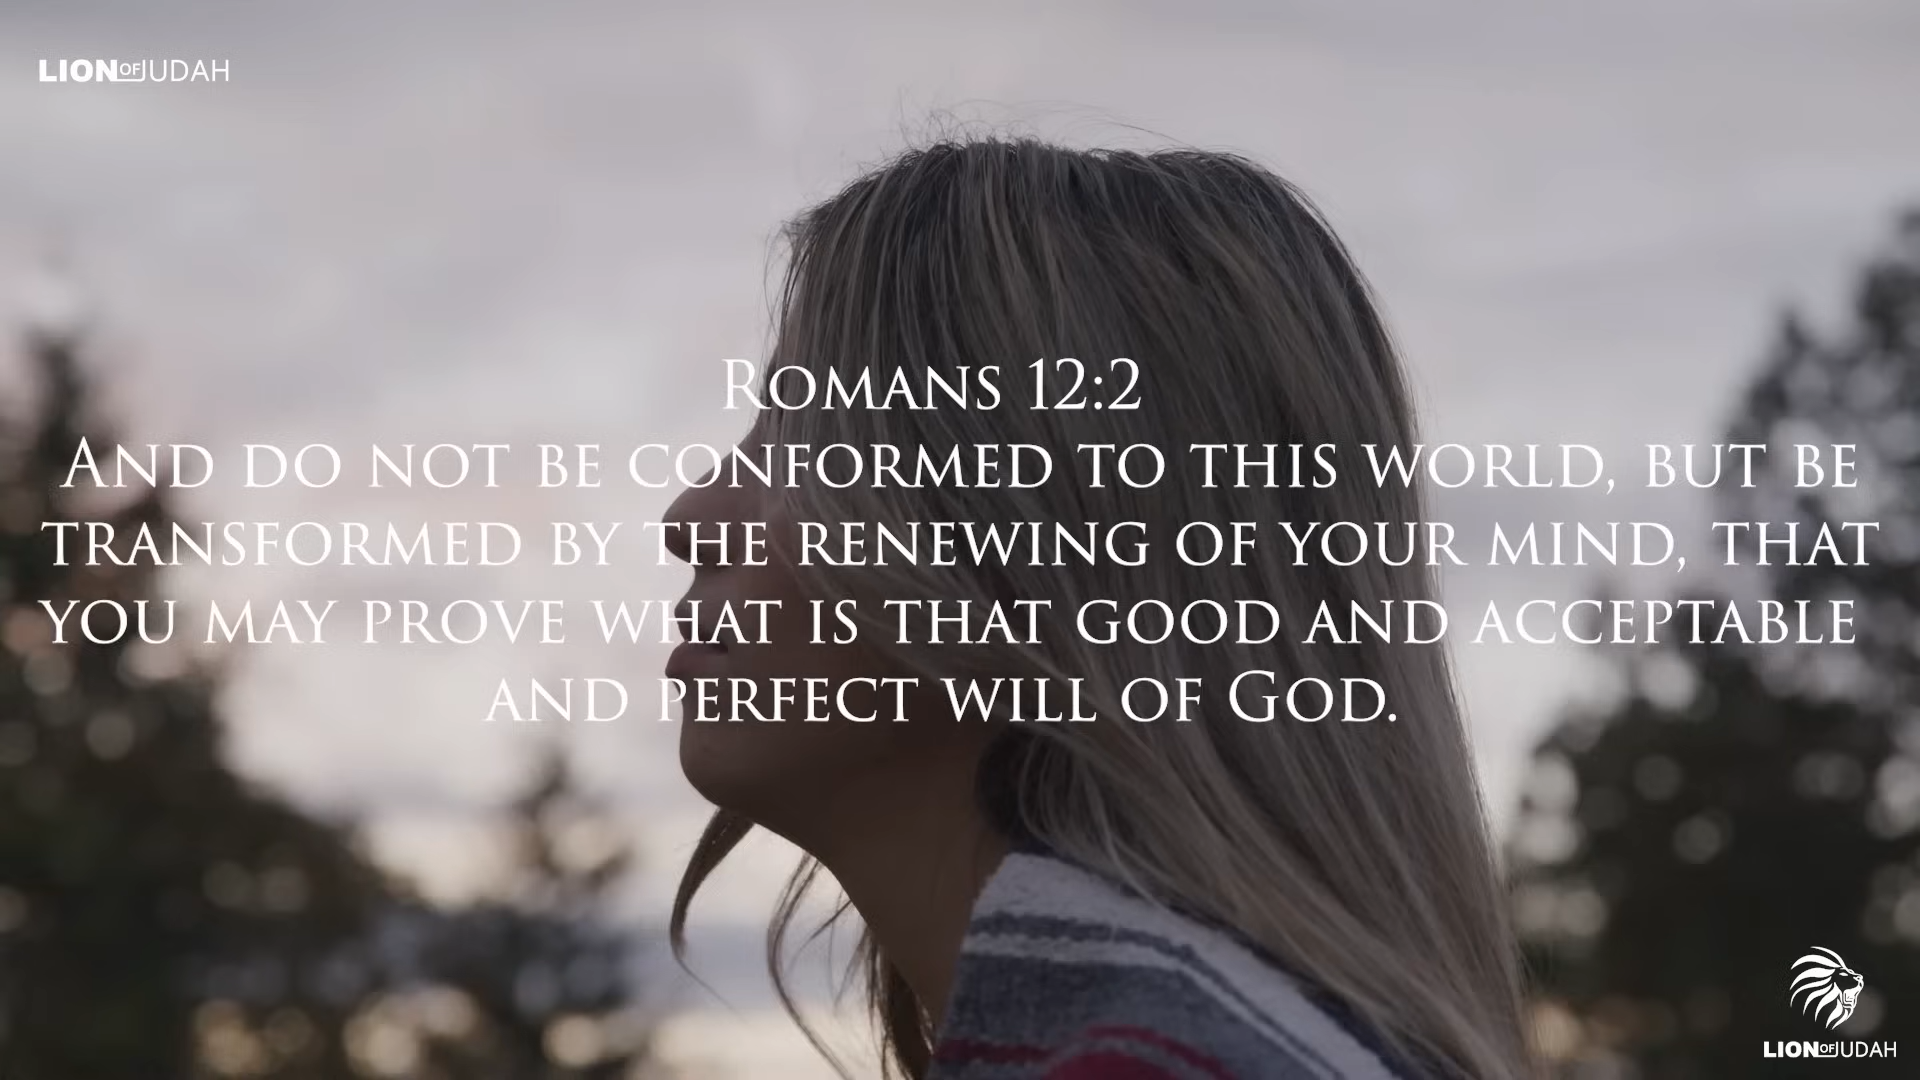 LION OF JUDAH
ROMANS 12:2
AND DO NOT BE CONFORMED TO THIS WORLD, BUT BE
TRANSFORMED BY THE RENEWING OF YOUR MIND, THAT
YOU MAY PROVE WHAT IS THAT GOOD AND ACCEPTABLE
AND PERFECT WILL OF GOD.
LION OF JUDAH